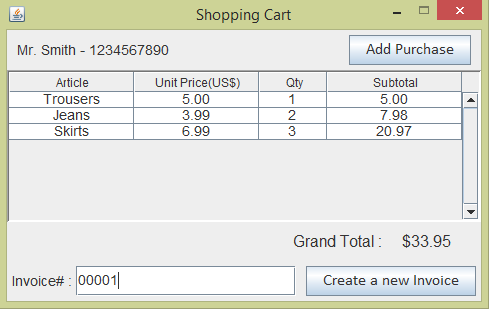 Shopping Cart
Mr. Smith - 1234567890 Add Purchase
Article Unit Price(US$) Qty Subtotal
Trousers 5.00 1 5.00
Jeans 3.99 2 7.98
Skirts 6.99 3 20.97
Grand Total : $33.95
Invoice# : 00001 Create a new Invoice